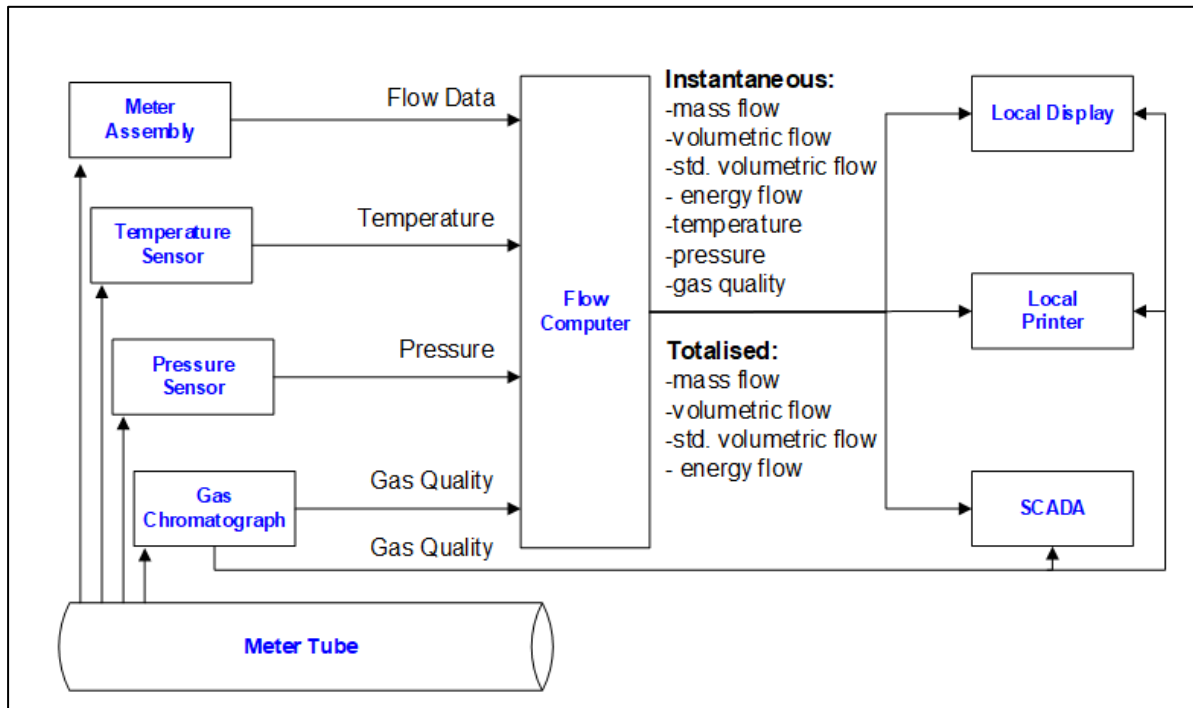 Meter
Assembly
Flow Data
Temperature
Sensor
Temperature
Pressure
Sensor
Pressure
Gas
Chromatograph
Gas Quality
Gas Quality
Meter Tube
Flow
Computer
Instantaneous:
-mass flow
-volumetric flow
-std. volumetric flow
- energy flow
-temperature
-pressure
-gas quality
Totalised:
-mass flow
-volumetric flow
-std. volumetric flow
- energy flow
Local Display
Local
Printer
SCADA